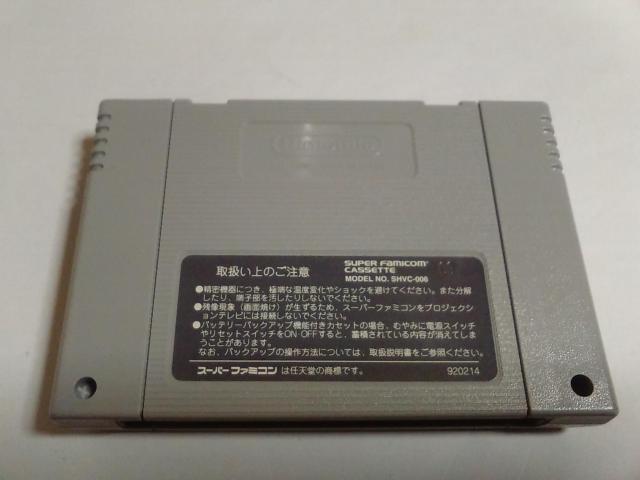 Nintendo
取扱い上のご注意
SUPER FAMICOM
CASSETTE
MODEL NO. SHVC-006
●精密機器につき、極端な温度変化やショックを避けてください。また分解
したり、端子部を汚したりしないでください。
●残像現象(画面焼け)が生ずるため、スーパーファミコンをプロジェクシ
ョンテレビには接続しないでください。
●バッテリーバックアップ機能付きカセットの場合、むやみに電源スイッチ
やリセットスイッチをON・OFFすると、蓄積されている内容が消えてしま
うことがあります。
なお、バックアップの操作方法については、取扱説明書をご参照ください。
スーパーファミコン は任天堂の商標です。
920214